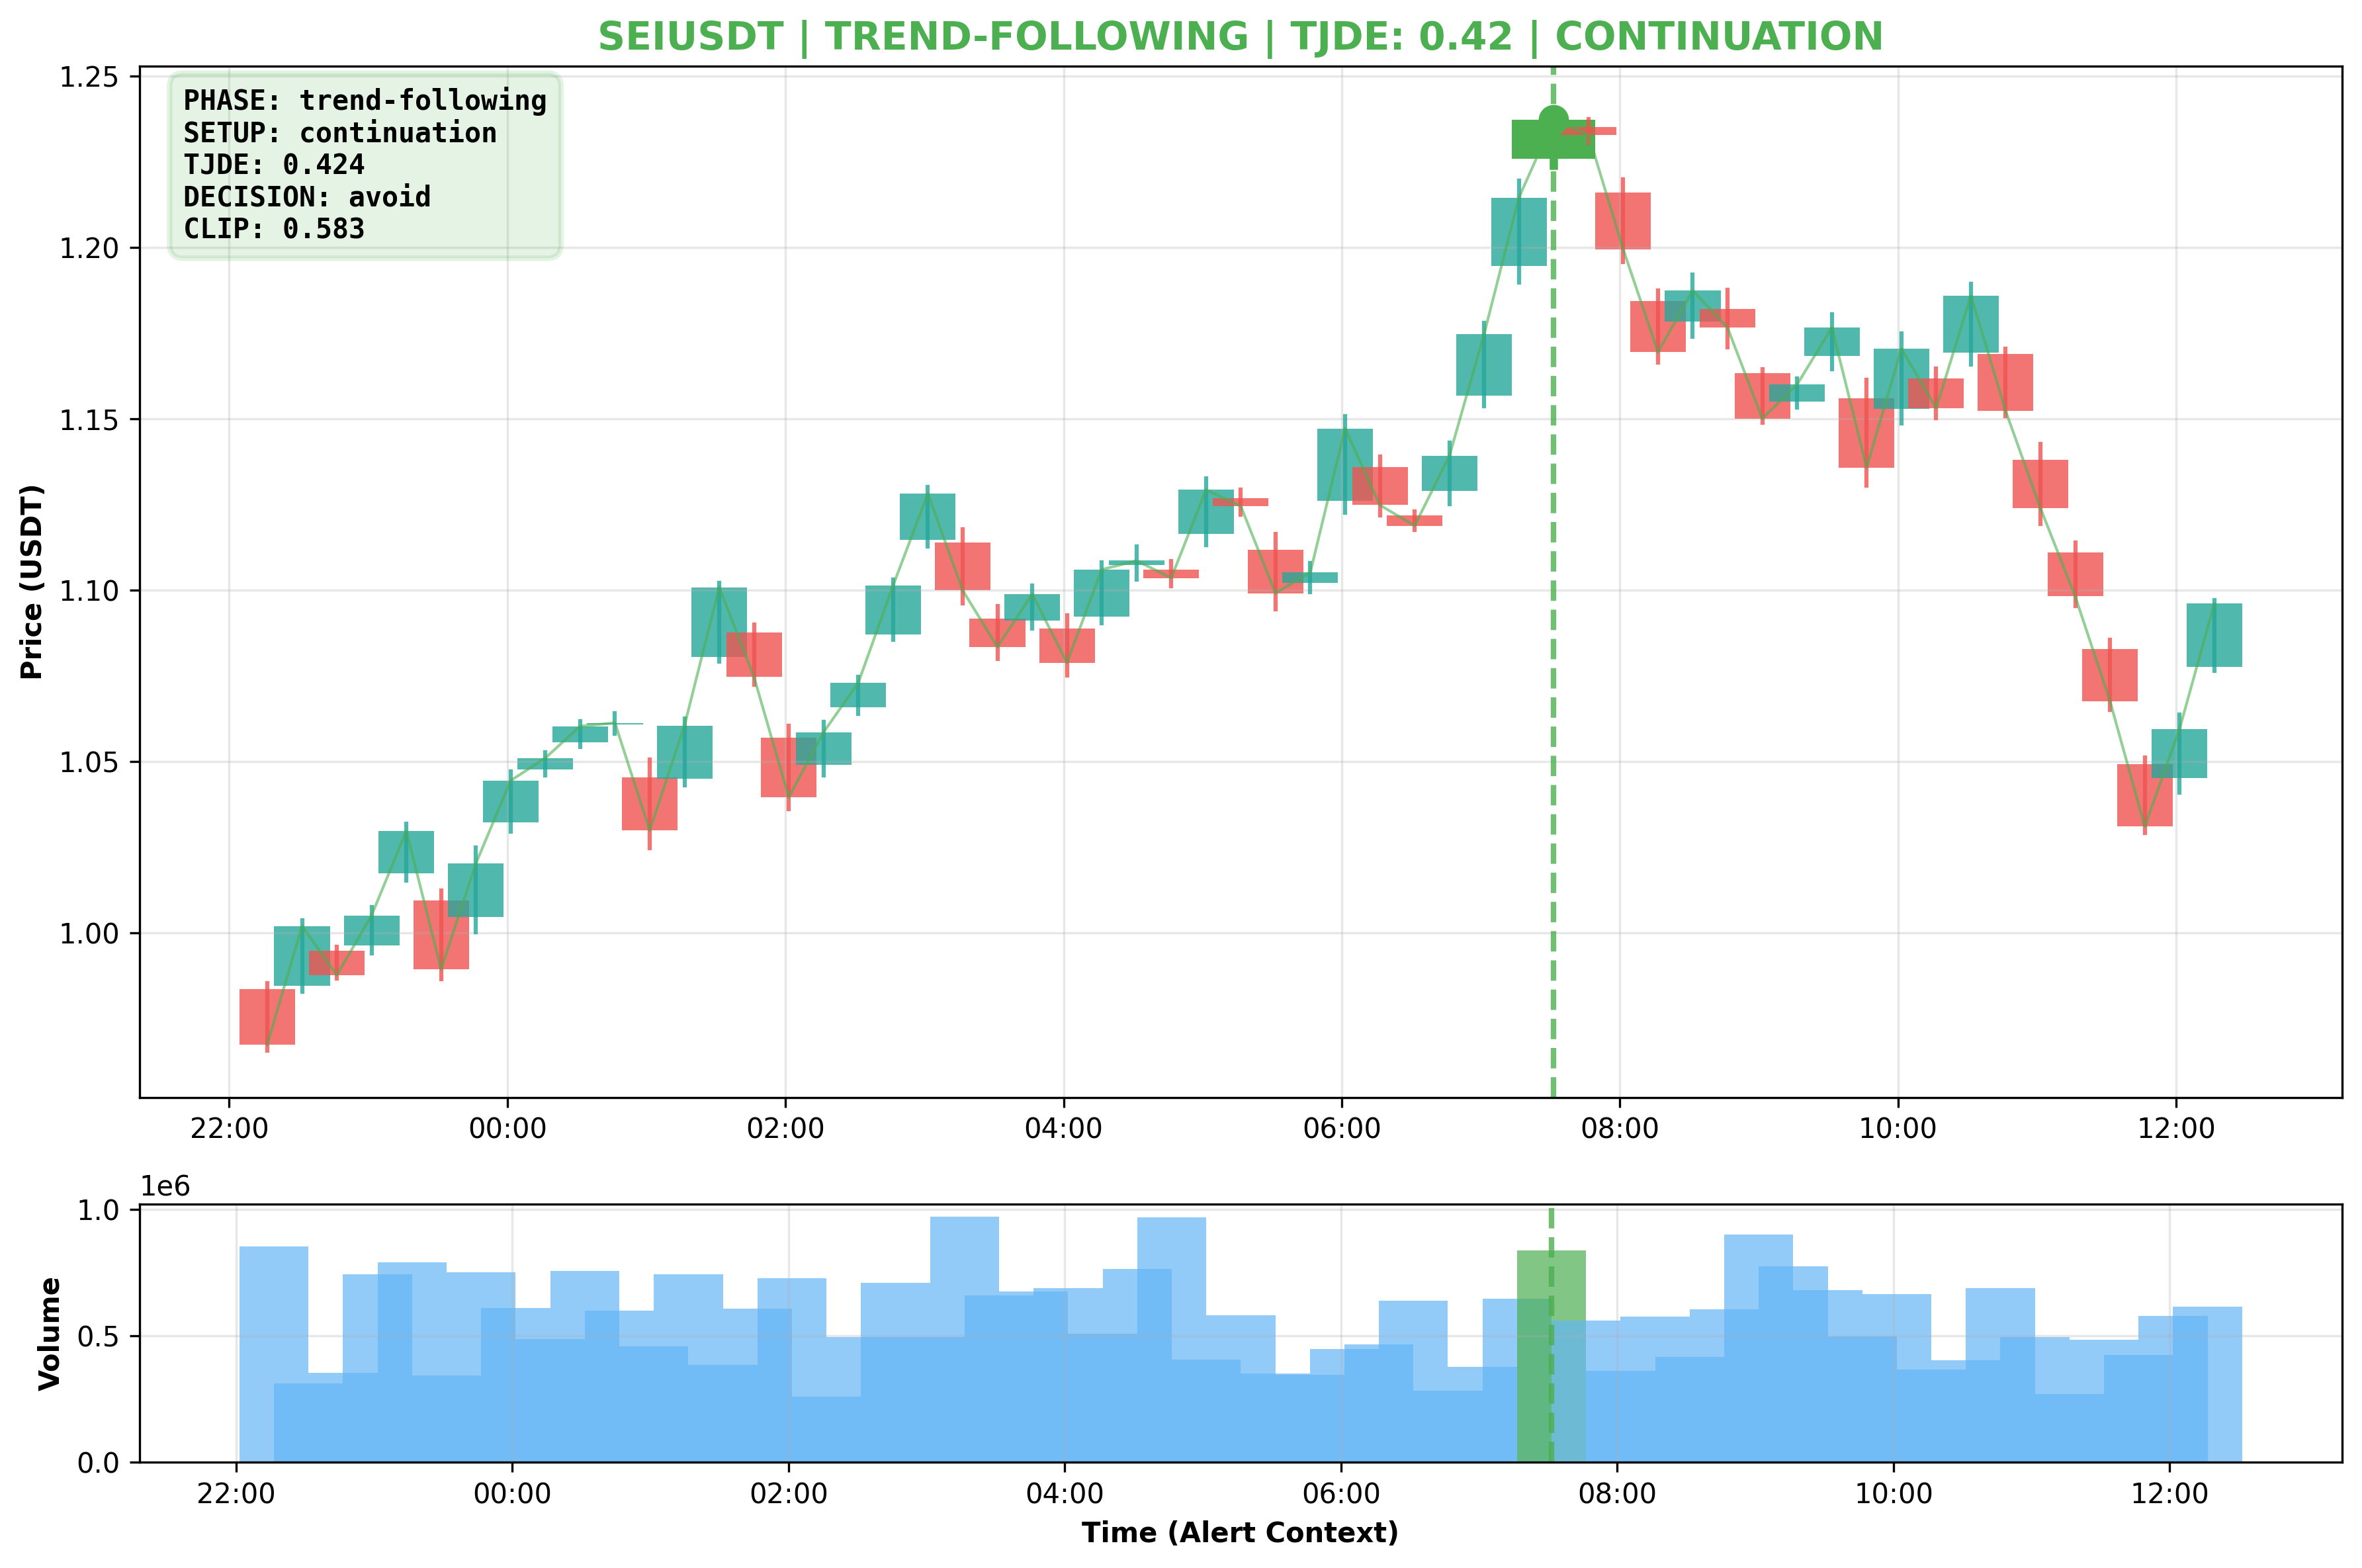 SEIUSDT | TREND-FOLLOWING | TJDE: 0.42 | CONTINUATION
PHASE: trend-following
SETUP: continuation
TJDE: 0.424
DECISION: avoid
CLIP: 0.583
Price (USDT)
1.25
1.20
1.15
1.10
1.05
1.00
22:00 00:00 02:00 04:00 06:00 08:00 10:00 12:00
1e6
Volume
1.0
0.5
0.0
22:00 00:00 02:00 04:00 06:00 08:00 10:00 12:00
Time (Alert Context)